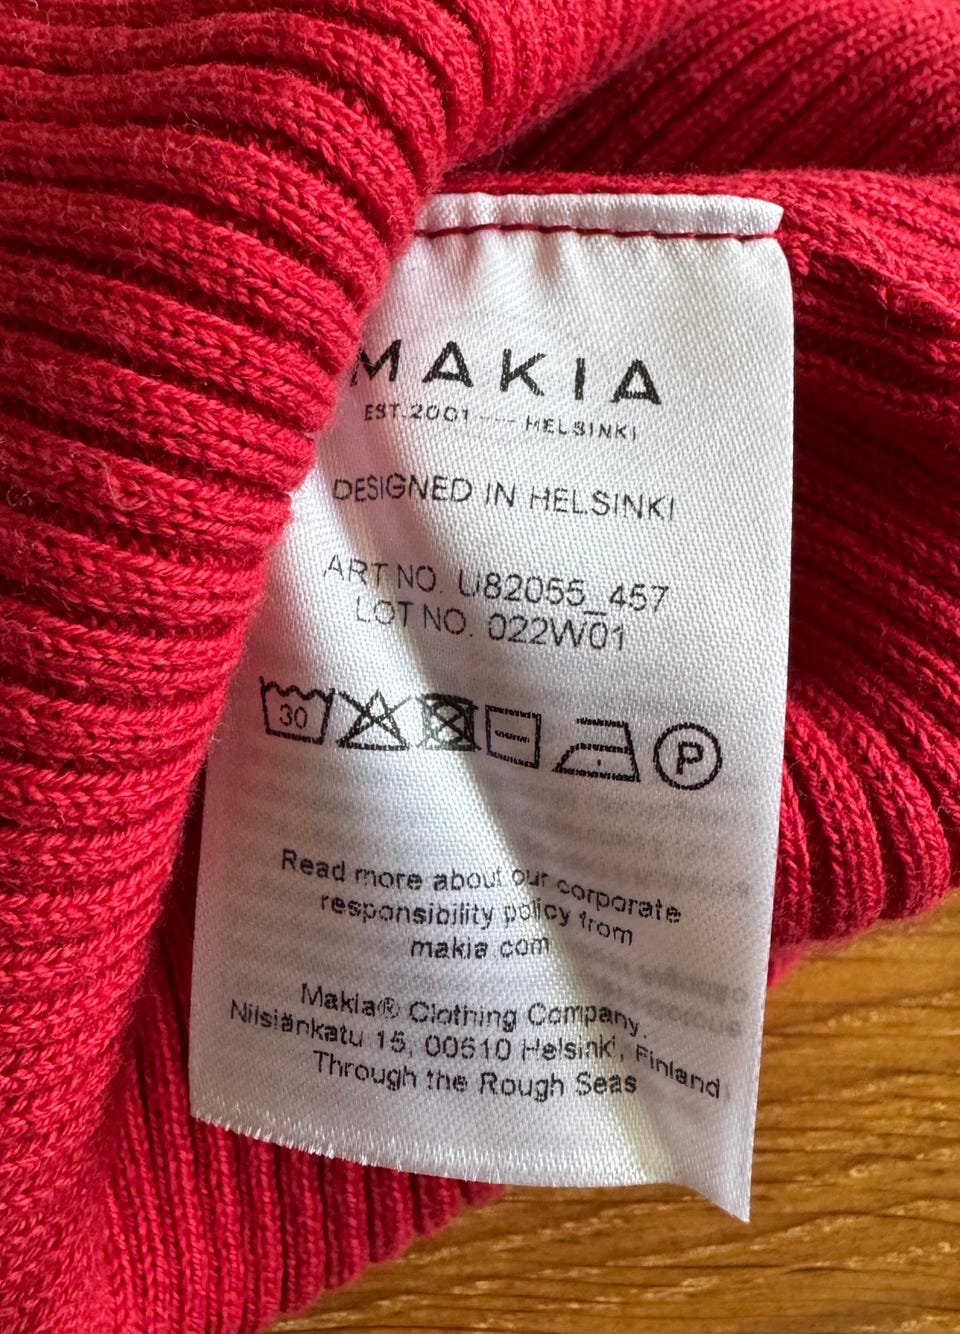 MAKIA
EST.2001 — HELSINKI
DESIGNED IN HELSINKI
ART NO. U82055_457
LOT NO. 022W01
30 P
Read more about our corporate
responsibility policy from
makia.com
Makia® Clothing Company,
Nilsiänkatu 15, 00510 Helsinki, Finland
Through the Rough Seas